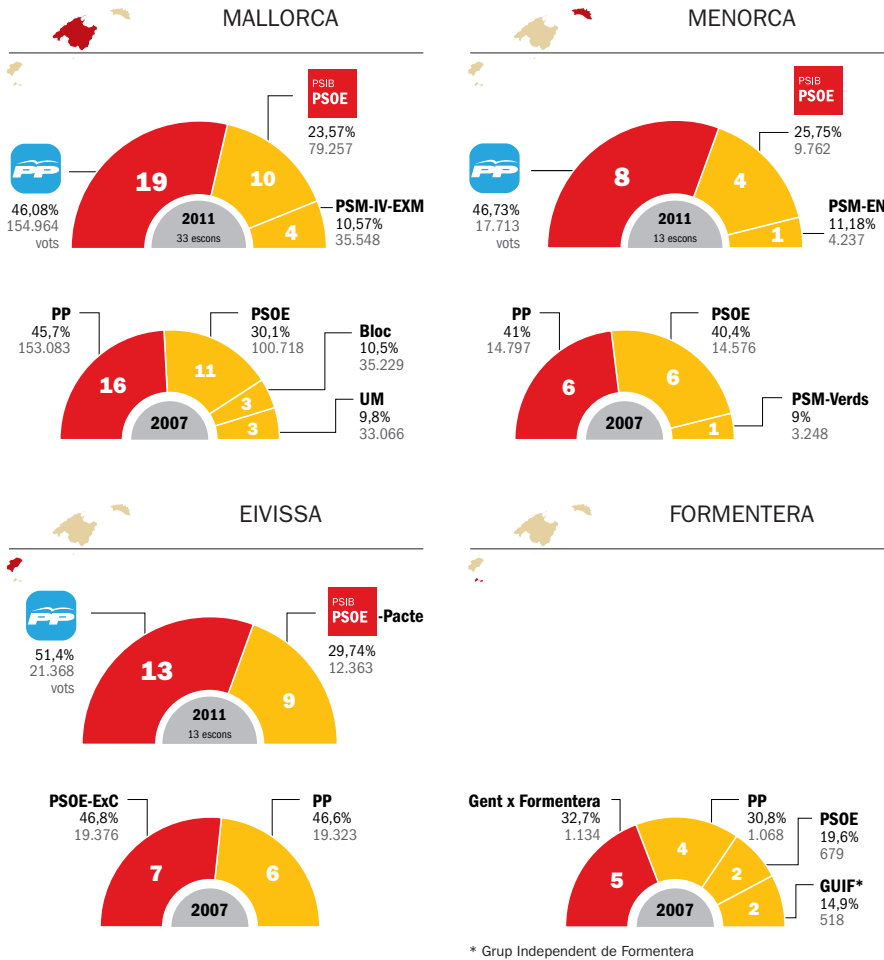 MALLORCA
PSIB
PSOE
23,57%
79.257
PP
46,08%
154.964
vots
19
10
4
PSM-IV-EXM
10,57%
35.548
2011
33 escons
PP
45,7%
153.083
PSOE
30,1%
100.718
Bloc
10,5%
35.229
UM
9,8%
33.066
16
11
3
3
2007
MENORCA
PSIB
PSOE
25,75%
9.762
PP
46,73%
17.713
vots
8
4
1
PSM-EN
11,18%
4.237
2011
13 escons
PP
41%
14.797
PSOE
40,4%
14.576
PSM-Verds
9%
3.248
6
6
1
2007
EIVISSA
PP
51,4%
21.368
vots
PSIB
PSOE -Pacte
29,74%
12.363
13
9
2011
13 escons
PSOE-ExC
46,8%
19.376
PP
46,6%
19.323
7
6
2007
FORMENTERA
Gent x Formentera
32,7%
1.134
PP
30,8%
1.068
PSOE
19,6%
679
GUIF*
14,9%
518
5
4
2
2
2007
* Grup Independent de Formentera